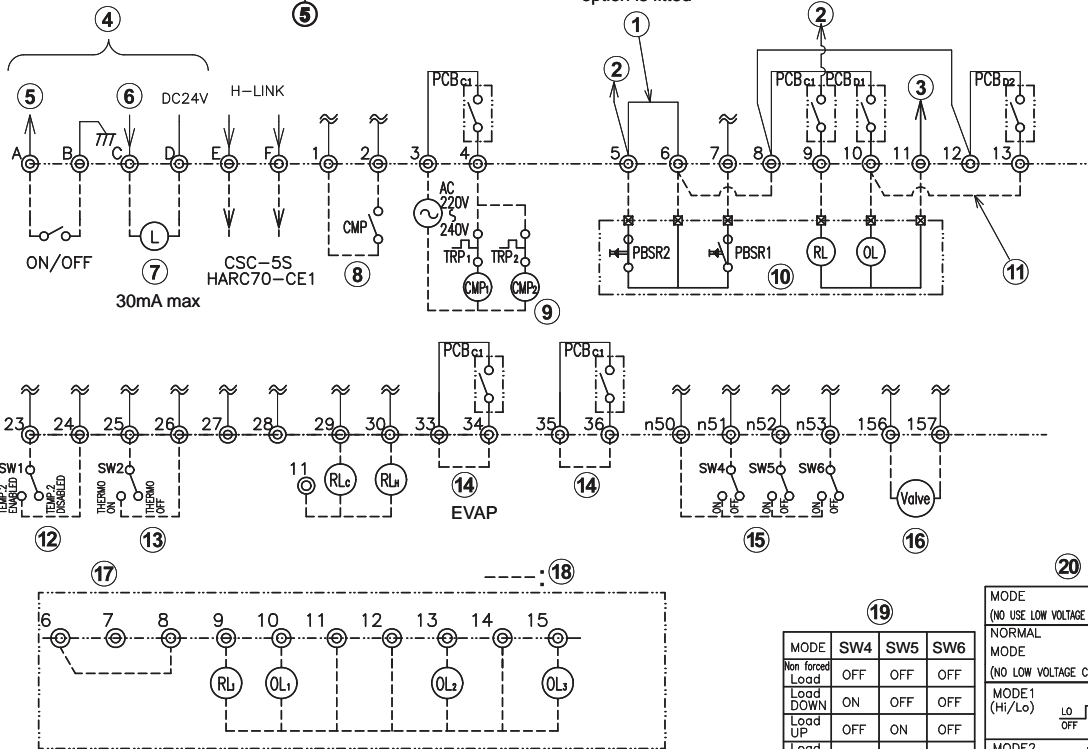 5
2
4
1
2
5
6
DC24V
H-LINK
PCBC1
PCBC1
PCBD1
3
PCBD2
A
B
C
D
E
F
1
2
3
4
5
6
7
8
9
10
11
12
13
AC
220V
240V
CMP
L
TRP1
TRP2
PBSR2
PBSR1
RL
OL
ON/OFF
7
30mA max
CSC-5S
HARC70-CE1
8
CMP1
CMP2
9
10
11
PCBC1
PCBC1
23
24
25
26
27
28
29
30
33
34
35
36
n50
n51
n52
n53
156
157
SW1
SW2
11
RLC
RLH
SW4
SW5
SW6
Valve
ENABLED
TEMP.2
DISABLED
THERMO
ON
THERMO
OFF
ON
OFF
ON
OFF
ON
OFF
12
13
14
EVAP
14
15
16
17
18
19
20
6
7
8
9
10
11
12
13
14
15
OL1
OL2
OL3
MODE SW4 SW5 SW6
Non forced
Load OFF OFF OFF
Load
DOWN ON OFF OFF
Load
UP OFF ON OFF
MODE
(NO USE LOW VOLTAGE
NORMAL
MODE
(NO LOW VOLTAGE C
MODE1
(Hi/Lo)
LO
OFF